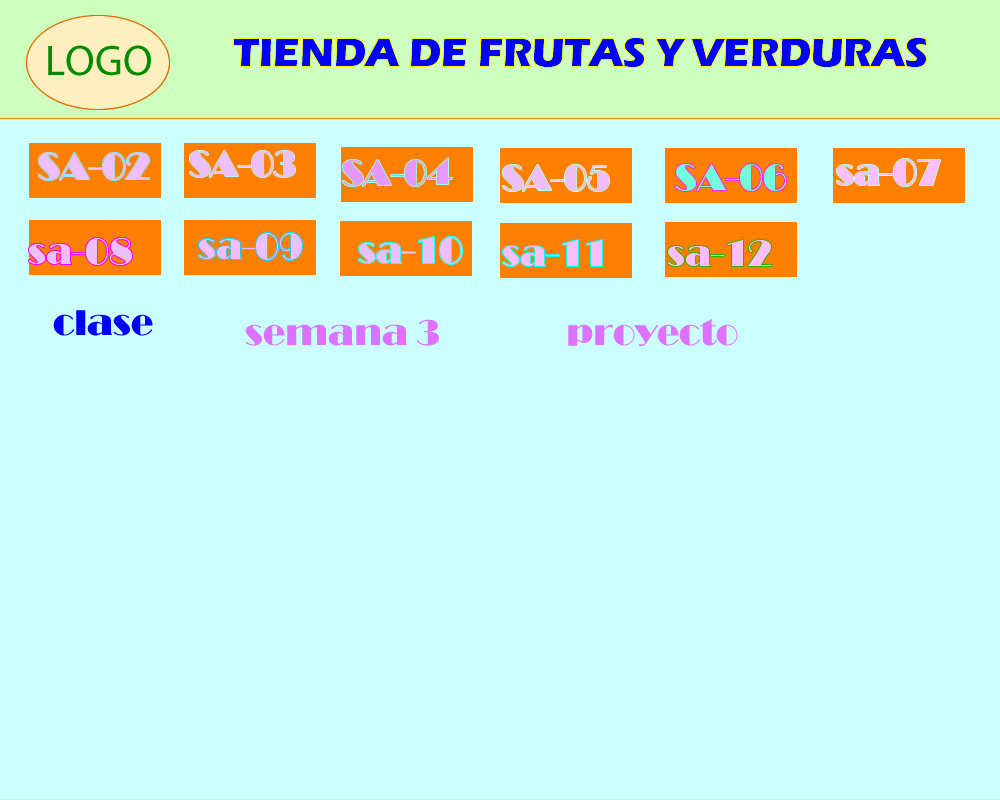 LOGO
TIENDA DE FRUTAS Y VERDURAS
SA-02 SA-03 SA-04 SA-05 SA-06 sa-07
sa-08 sa-09 sa-10 sa-11 sa-12
clase semana 3 proyecto